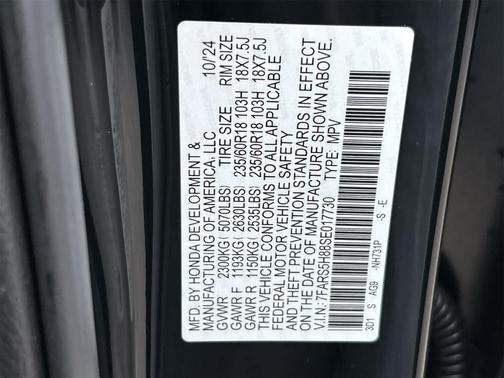 MFD. BY HONDA DEVELOPMENT &
MANUFACTURING OF AMERICA, LLC 10/'24
GVWR 2300KG( 5070LBS) TIRE SIZE RIM SIZE
GAWR F 1193KG( 2630LBS) 235/60R18 103H 18X7.5J
GAWR R 1150KG( 2535LBS) 235/60R18 103H 18X7.5J
THIS VEHICLE CONFORMS TO ALL APPLICABLE
FEDERAL MOTOR VEHICLE SAFETY
AND THEFT PREVENTION STANDARDS IN EFFECT
ON THE DATE OF MANUFACTURE SHOWN ABOVE.
V.I.N.: 7FARS5H88SE017730 TYPE: MPV
3D1 S AG9 -NH731P -S -E